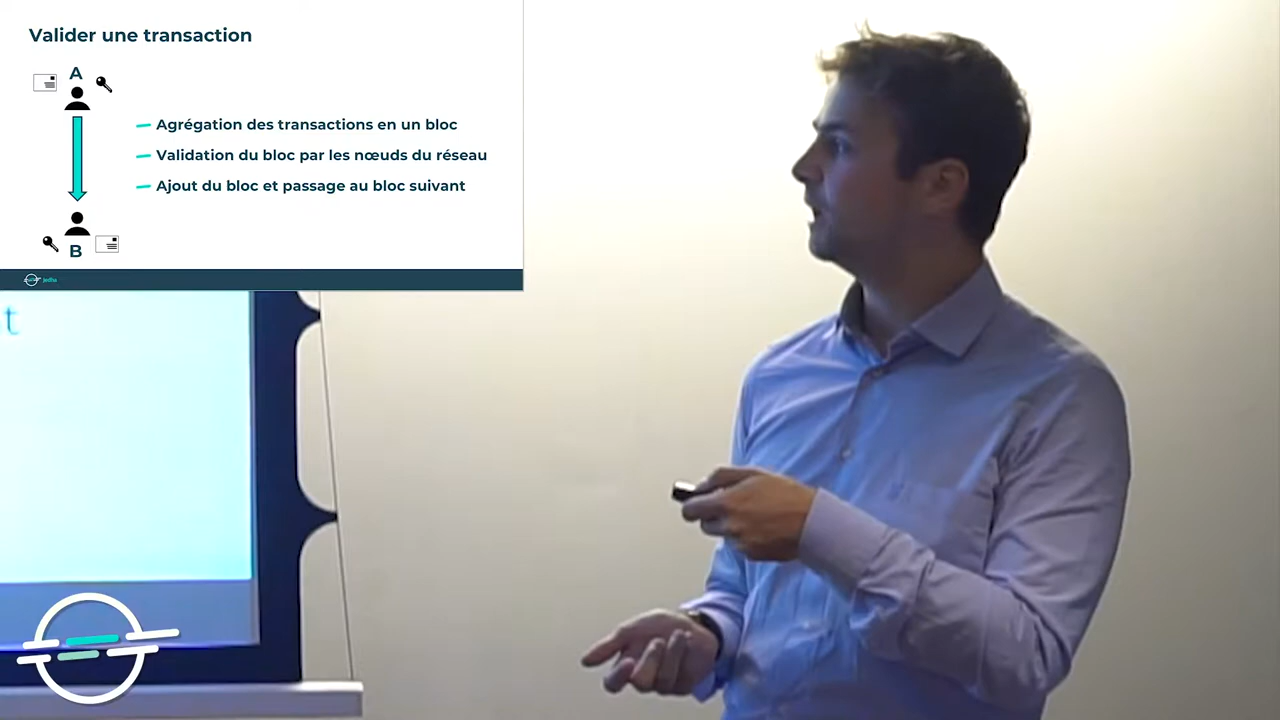 Valider une transaction
A
Agrégation des transactions en un bloc
Validation du bloc par les nœuds du réseau
Ajout du bloc et passage au bloc suivant
B
jedha
t